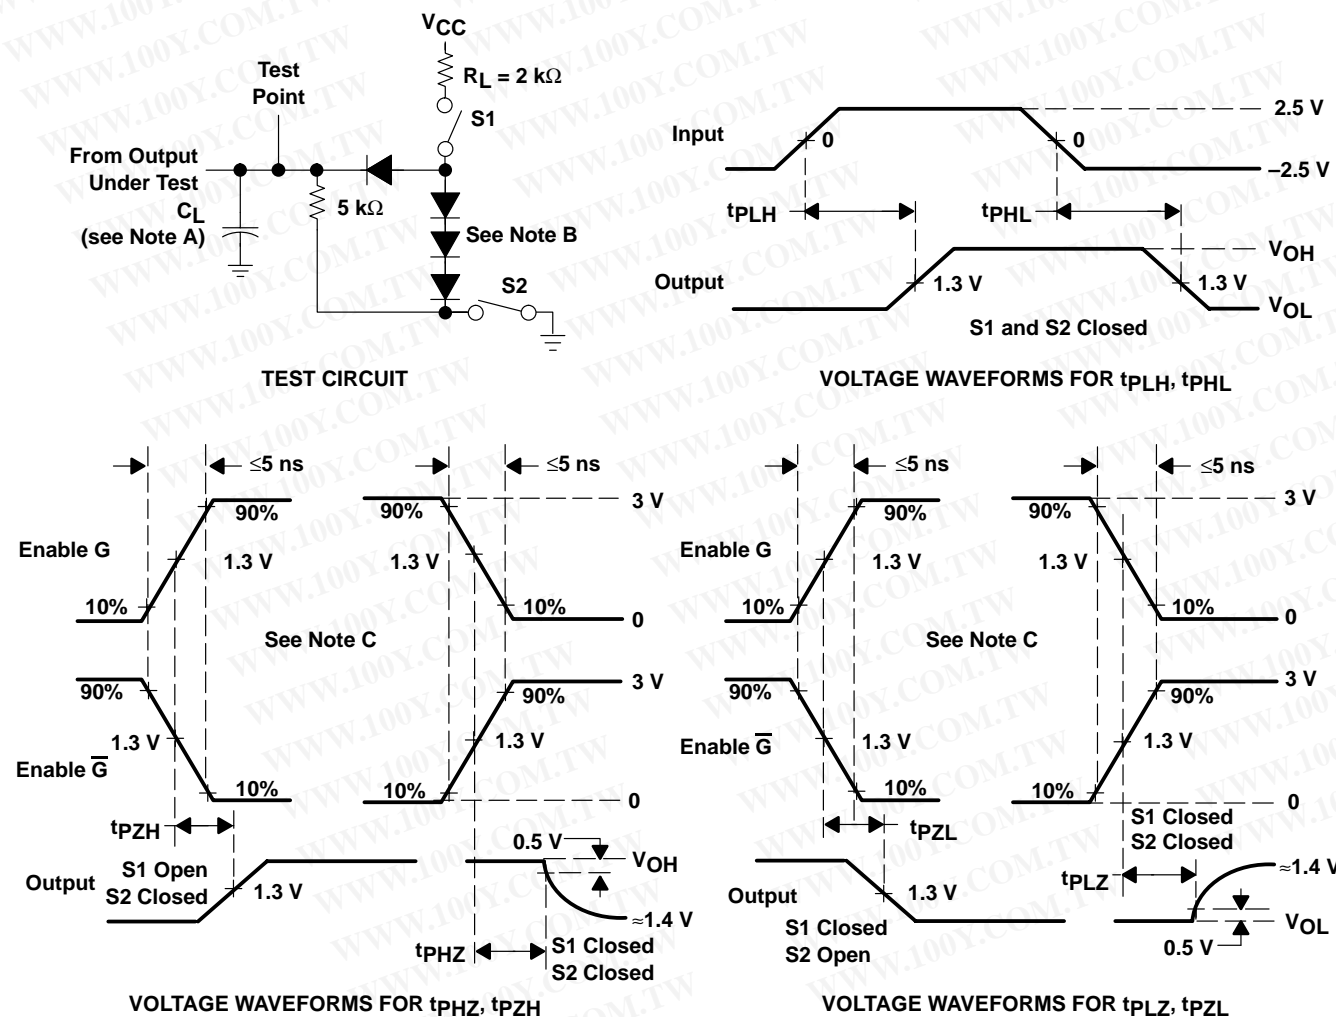 VCC
RL = 2 kΩ
S1
Test
Point
From Output
Under Test
CL
(see Note A)
5 kΩ
See Note B
S2
TEST CIRCUIT
Input
0
0
2.5 V
–2.5 V
tPLH
tPHL
Output
1.3 V
1.3 V
VOH
VOL
S1 and S2 Closed
VOLTAGE WAVEFORMS FOR tPLH, tPHL
≤5 ns
≤5 ns
Enable G
90%
90%
3 V
1.3 V
1.3 V
10%
10%
0
See Note C
90%
90%
3 V
1.3 V
1.3 V
Enable G̅
10%
10%
0
tPZH
0.5 V
VOH
S1 Open
S2 Closed
Output
1.3 V
≈1.4 V
tPHZ
S1 Closed
S2 Closed
VOLTAGE WAVEFORMS FOR tPHZ, tPZH
≤5 ns
≤5 ns
Enable G
90%
90%
3 V
1.3 V
1.3 V
10%
10%
0
See Note C
90%
90%
3 V
Enable G̅
1.3 V
1.3 V
10%
10%
0
tPZL
S1 Closed
S2 Closed
Output
1.3 V
tPLZ
≈1.4 V
S1 Closed
S2 Open
VOL
0.5 V
VOLTAGE WAVEFORMS FOR tPLZ, tPZL
WWW.100Y.COM.TW